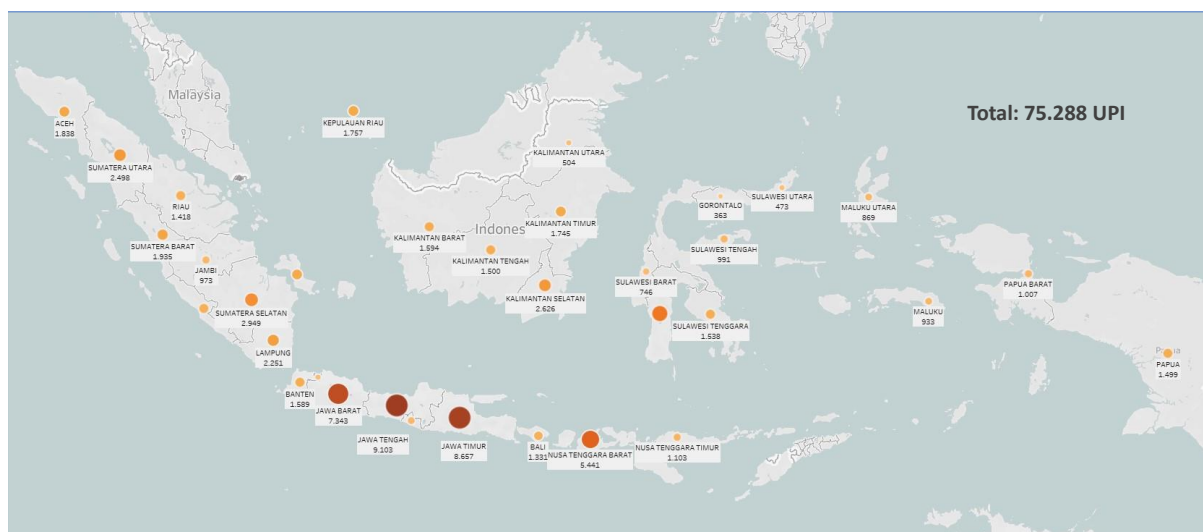 Malaysia
Total: 75.288 UPI
ACEH
1.838
KEPULAUAN RIAU
1.757
KALIMANTAN UTARA
504
SUMATERA UTARA
2.498
RIAU
1.418
GORONTALO
363
SULAWESI UTARA
473
MALUKU UTARA
869
KALIMANTAN TIMUR
1.745
Indones
KALIMANTAN BARAT
1.594
SUMATERA BARAT
1.935
SULAWESI TENGAH
991
KALIMANTAN TENGAH
1.500
JAMBI
973
SULAWESI BARAT
746
PAPUA BARAT
1.007
KALIMANTAN SELATAN
2.626
SUMATERA SELATAN
2.949
MALUKU
933
SULAWESI TENGGARA
1.538
LAMPUNG
2.251
PAPUA
1.499
BANTEN
1.589
JAWA BARAT
7.343
JAWA TENGAH
9.103
JAWA TIMUR
8.657
BALI
1.331
NUSA TENGGARA BARAT
5.441
NUSA TENGGARA TIMUR
1.103